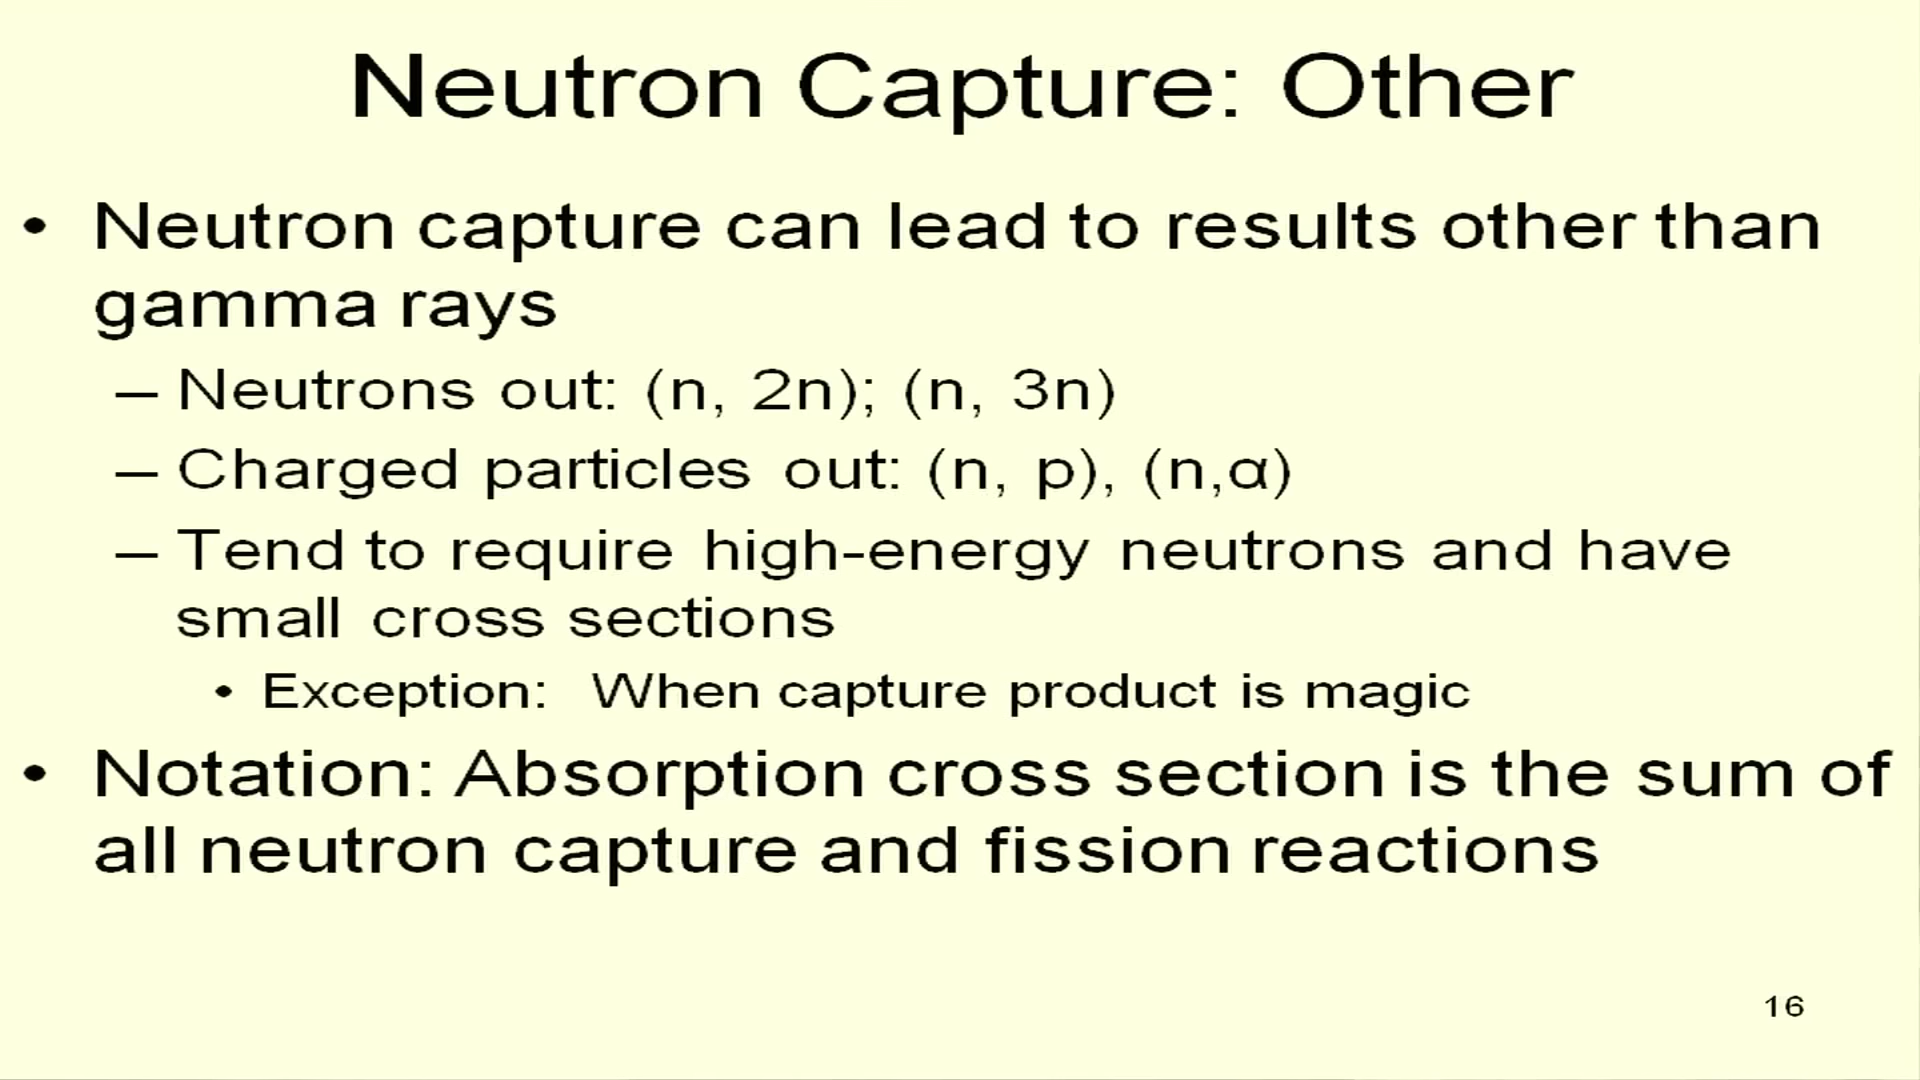 Neutron Capture: Other
• Neutron capture can lead to results other than
gamma rays
– Neutrons out: (n, 2n); (n, 3n)
– Charged particles out: (n, p), (n,α)
– Tend to require high-energy neutrons and have
small cross sections
• Exception: When capture product is magic
• Notation: Absorption cross section is the sum of
all neutron capture and fission reactions
16